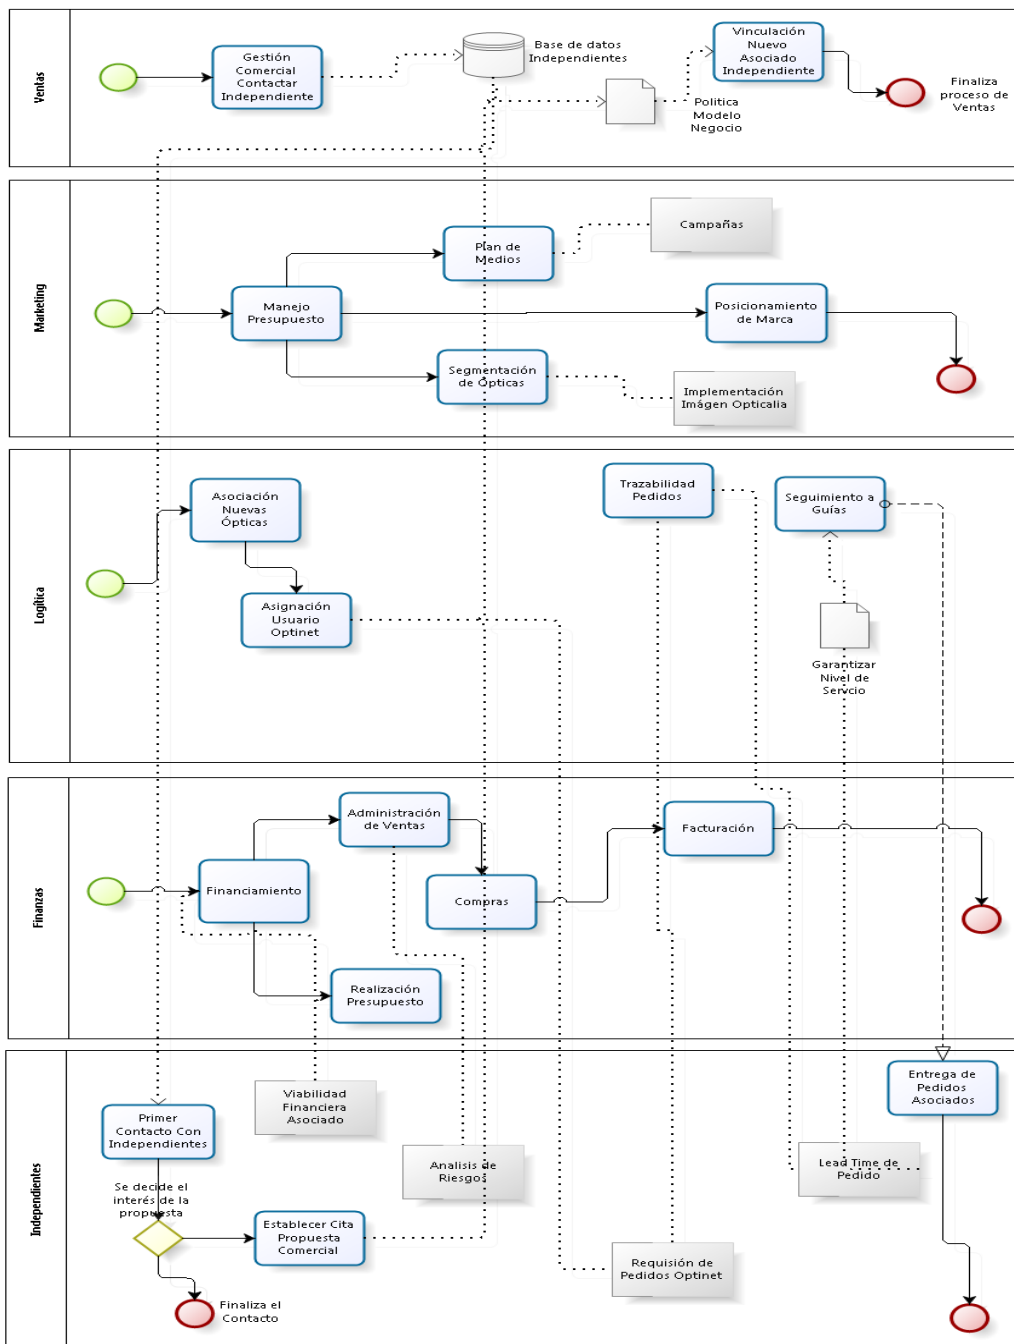 Ventas
Gestión
Comercial
Contactar
Independiente
Base de datos
Independientes
Politica
Modelo
Negocio
Vinculación
Nuevo
Asociado
Independiente
Finaliza
proceso de
Ventas
Marketing
Manejo
Presupuesto
Plan de
Medios
Campañas
Posicionamiento
de Marca
Segmentación
de Ópticas
Implementación
Imágen Opticalia
Logítica
Asociación
Nuevas
Ópticas
Asignación
Usuario
Optinet
Trazabilidad
Pedidos
Seguimiento a
Guías
Garantizar
Nivel de
Servcio
Finanzas
Financiamiento
Administración
de Ventas
Compras
Facturación
Realización
Presupuesto
Independientes
Primer
Contacto Con
Independientes
Se decide el
interés de la
propuesta
Finaliza el
Contacto
Establecer Cita
Propuesta
Comercial
Viabilidad
Financiera
Asociado
Analisis de
Riesgos
Requisión de
Pedidos Optinet
Lead Time de
Pedido
Entrega de
Pedidos
Asociados